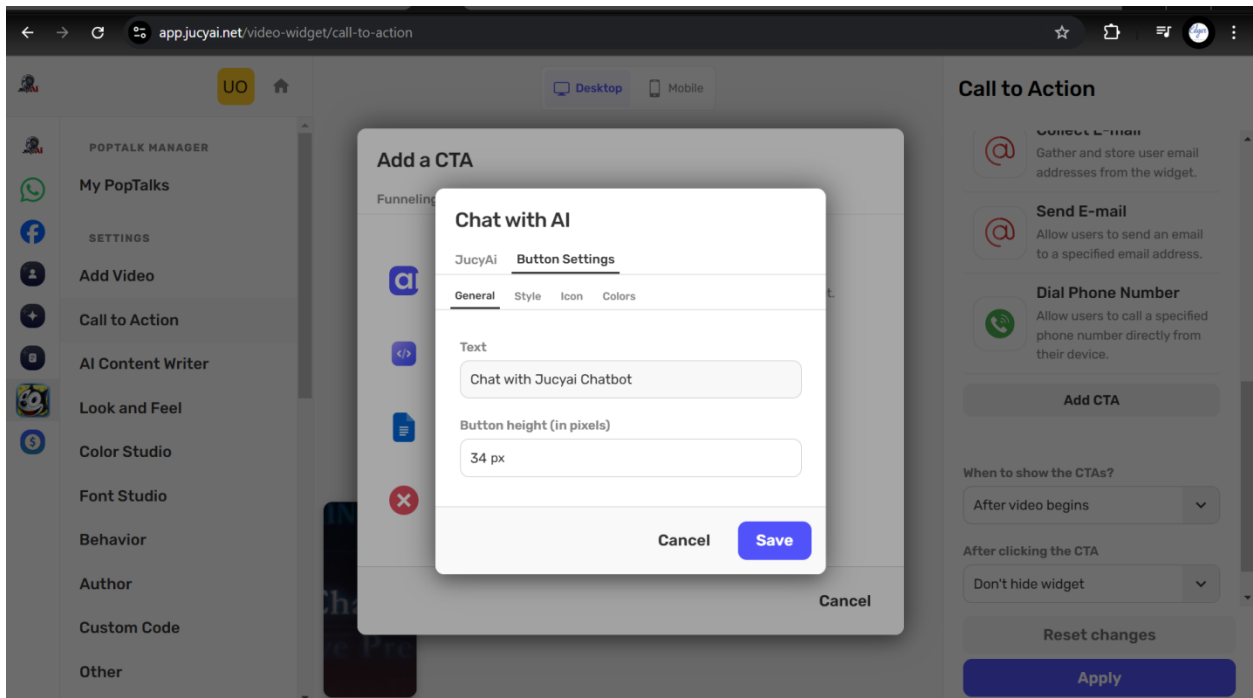 app.jucyai.net/video-widget/call-to-action
UO
Desktop
Mobile
POPTALK MANAGER
My PopTalks
SETTINGS
Add Video
Call to Action
AI Content Writer
Look and Feel
Color Studio
Font Studio
Behavior
Author
Custom Code
Other
Add a CTA
Funneling
t.
Cancel
Chat with AI
JucyAi
Button Settings
General
Style
Icon
Colors
Text
Chat with Jucyai Chatbot
Button height (in pixels)
34 px
Cancel
Save
Call to Action
Collect E-mail
Gather and store user email
addresses from the widget.
Send E-mail
Allow users to send an email
to a specified email address.
Dial Phone Number
Allow users to call a specified
phone number directly from
their device.
Add CTA
When to show the CTAs?
After video begins
After clicking the CTA
Don't hide widget
Reset changes
Apply